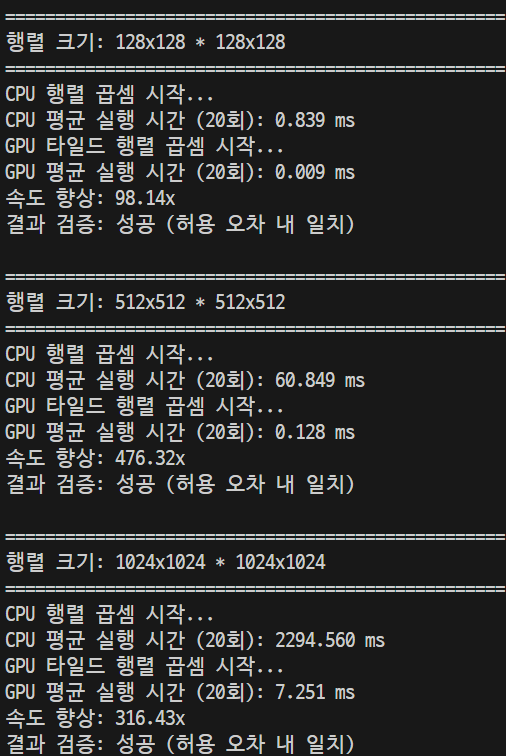 ==================================================
행렬 크기: 128x128 * 128x128
==================================================
CPU 행렬 곱셈 시작...
CPU 평균 실행 시간 (20회): 0.839 ms
GPU 타일드 행렬 곱셈 시작...
GPU 평균 실행 시간 (20회): 0.009 ms
속도 향상: 98.14x
결과 검증: 성공 (허용 오차 내 일치)
==================================================
행렬 크기: 512x512 * 512x512
==================================================
CPU 행렬 곱셈 시작...
CPU 평균 실행 시간 (20회): 60.849 ms
GPU 타일드 행렬 곱셈 시작...
GPU 평균 실행 시간 (20회): 0.128 ms
속도 향상: 476.32x
결과 검증: 성공 (허용 오차 내 일치)
==================================================
행렬 크기: 1024x1024 * 1024x1024
==================================================
CPU 행렬 곱셈 시작...
CPU 평균 실행 시간 (20회): 2294.560 ms
GPU 타일드 행렬 곱셈 시작...
GPU 평균 실행 시간 (20회): 7.251 ms
속도 향상: 316.43x
결과 검증: 성공 (허용 오차 내 일치)